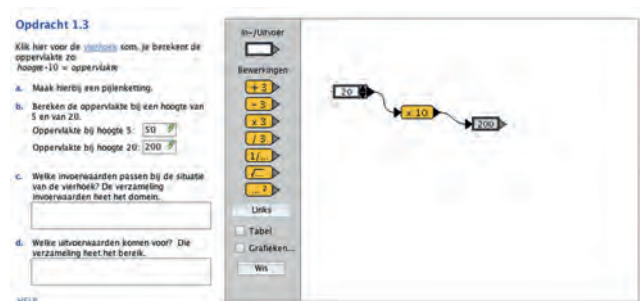 Opdracht 1.3
Klik hier voor de vierhoek som. Je berekent de
oppervlakte zo
hoogte·10 = oppervlakte
a. Maak hierbij een pijlenketting.
b. Bereken de oppervlakte bij een hoogte van
5 en van 20.
Oppervlakte bij hoogte 5: 50
Oppervlakte bij hoogte 20: 200
c. Welke invoerwaarden passen bij de situatie
van de vierhoek? De verzameling
invoerwaarden heet het domein.
d. Welke uitvoerwaarden komen voor? Die
verzameling heet het bereik.
HELP
In-/Uitvoer
Bewerkingen
+ 3
- 3
x 3
/ 3
1/...
√
... ²
Links
Tabel
Grafieken...
Wis
20
x 10
200